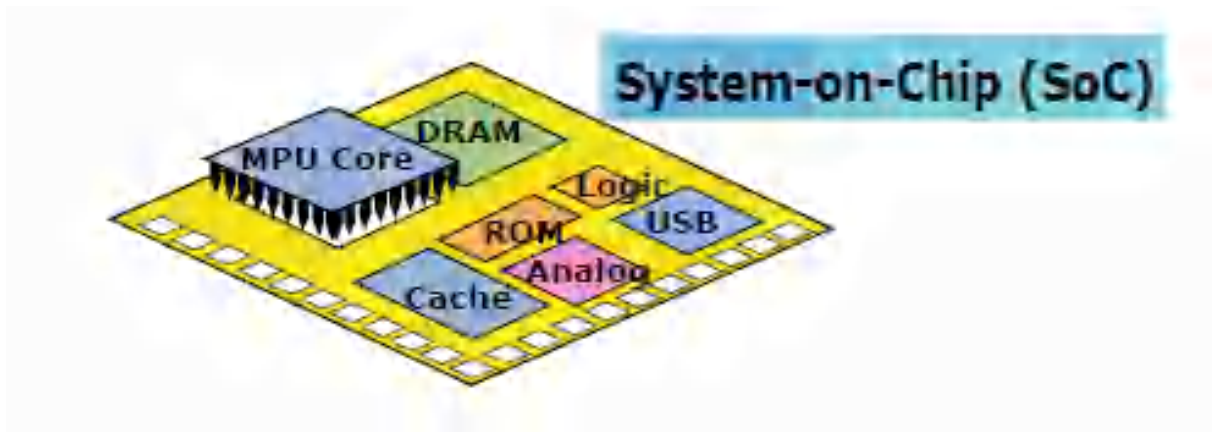 System-on-Chip (SoC)
DRAM
MPU Core
Logic
USB
ROM
Analog
Cache